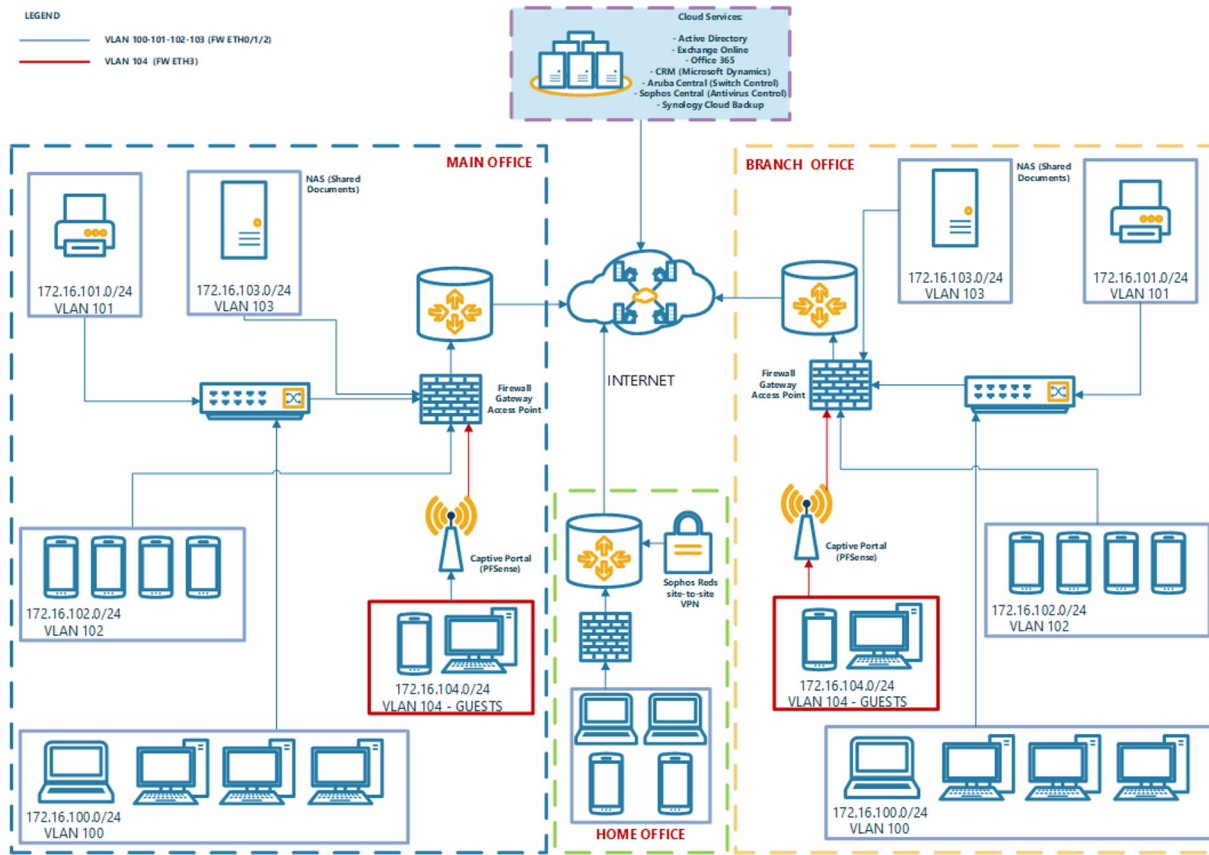 LEGEND
VLAN 100-101-102-103 (FW ETH0/1/2)
VLAN 104 (FW ETH3)
Cloud Services:
- Active Directory
- Exchange Online
- Office 365
- CRM (Microsoft Dynamics)
- Aruba Central (Switch Control)
- Sophos Central (Antivirus Control)
- Synology Cloud Backup
MAIN OFFICE
NAS (Shared
Documents)
172.16.101.0/24
VLAN 101
172.16.103.0/24
VLAN 103
Firewall
Gateway
Access Point
Captive Portal
(PFSense)
172.16.102.0/24
VLAN 102
172.16.104.0/24
VLAN 104 - GUESTS
172.16.100.0/24
VLAN 100
INTERNET
Sophos Reds
site-to-site
VPN
HOME OFFICE
BRANCH OFFICE
NAS (Shared
Documents)
172.16.103.0/24
VLAN 103
172.16.101.0/24
VLAN 101
Firewall
Gateway
Access Point
Captive Portal
(PFSense)
172.16.102.0/24
VLAN 102
172.16.104.0/24
VLAN 104 - GUESTS
172.16.100.0/24
VLAN 100